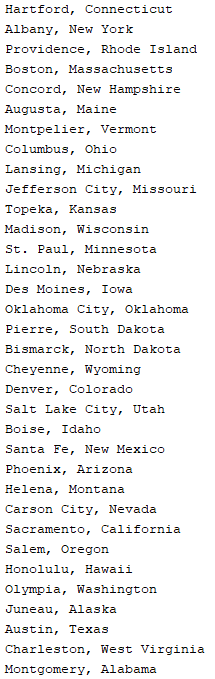 Hartford, Connecticut
Albany, New York
Providence, Rhode Island
Boston, Massachusetts
Concord, New Hampshire
Augusta, Maine
Montpelier, Vermont
Columbus, Ohio
Lansing, Michigan
Jefferson City, Missouri
Topeka, Kansas
Madison, Wisconsin
St. Paul, Minnesota
Lincoln, Nebraska
Des Moines, Iowa
Oklahoma City, Oklahoma
Pierre, South Dakota
Bismarck, North Dakota
Cheyenne, Wyoming
Denver, Colorado
Salt Lake City, Utah
Boise, Idaho
Santa Fe, New Mexico
Phoenix, Arizona
Helena, Montana
Carson City, Nevada
Sacramento, California
Salem, Oregon
Honolulu, Hawaii
Olympia, Washington
Juneau, Alaska
Austin, Texas
Charleston, West Virginia
Montgomery, Alabama